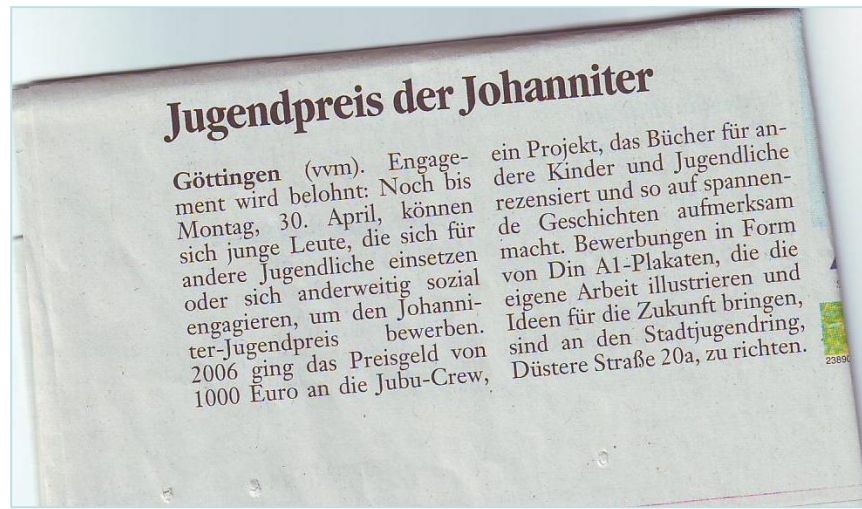 Jugendpreis der Johanniter
Göttingen (vvm). Engage-
ment wird belohnt: Noch bis
Montag, 30. April, können
sich junge Leute, die sich für
andere Jugendliche einsetzen
oder sich anderweitig sozial
engagieren, um den Johanni-
ter-Jugendpreis bewerben.
2006 ging das Preisgeld von
1000 Euro an die Jubu-Crew,
ein Projekt, das Bücher für an-
dere Kinder und Jugendliche
rezensiert und so auf spannen-
de Geschichten aufmerksam
macht. Bewerbungen in Form
von Din A1-Plakaten, die die
eigene Arbeit illustrieren und
Ideen für die Zukunft bringen,
sind an den Stadtjugendring,
Düstere Straße 20a, zu richten.